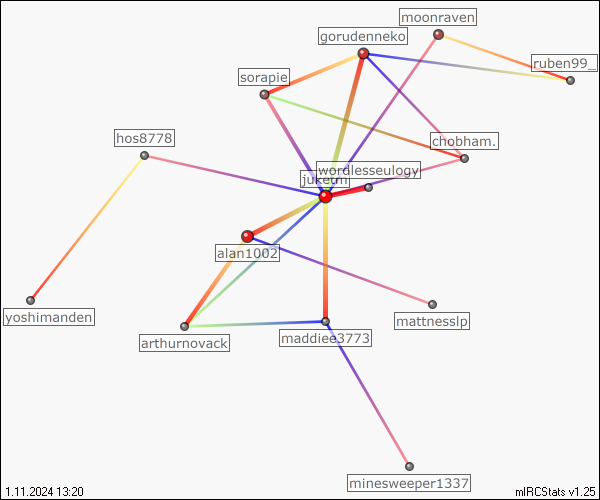 moonraven
gorudenneko
ruben99_
sorapie
hos8778
chobham.
wordlesseulogy
juketm
alan1002
yoshimanden
mattnesslp
arthurnovack
maddiee3773
minesweeper1337
1.11.2024 13:20
mIRCStats v1.25